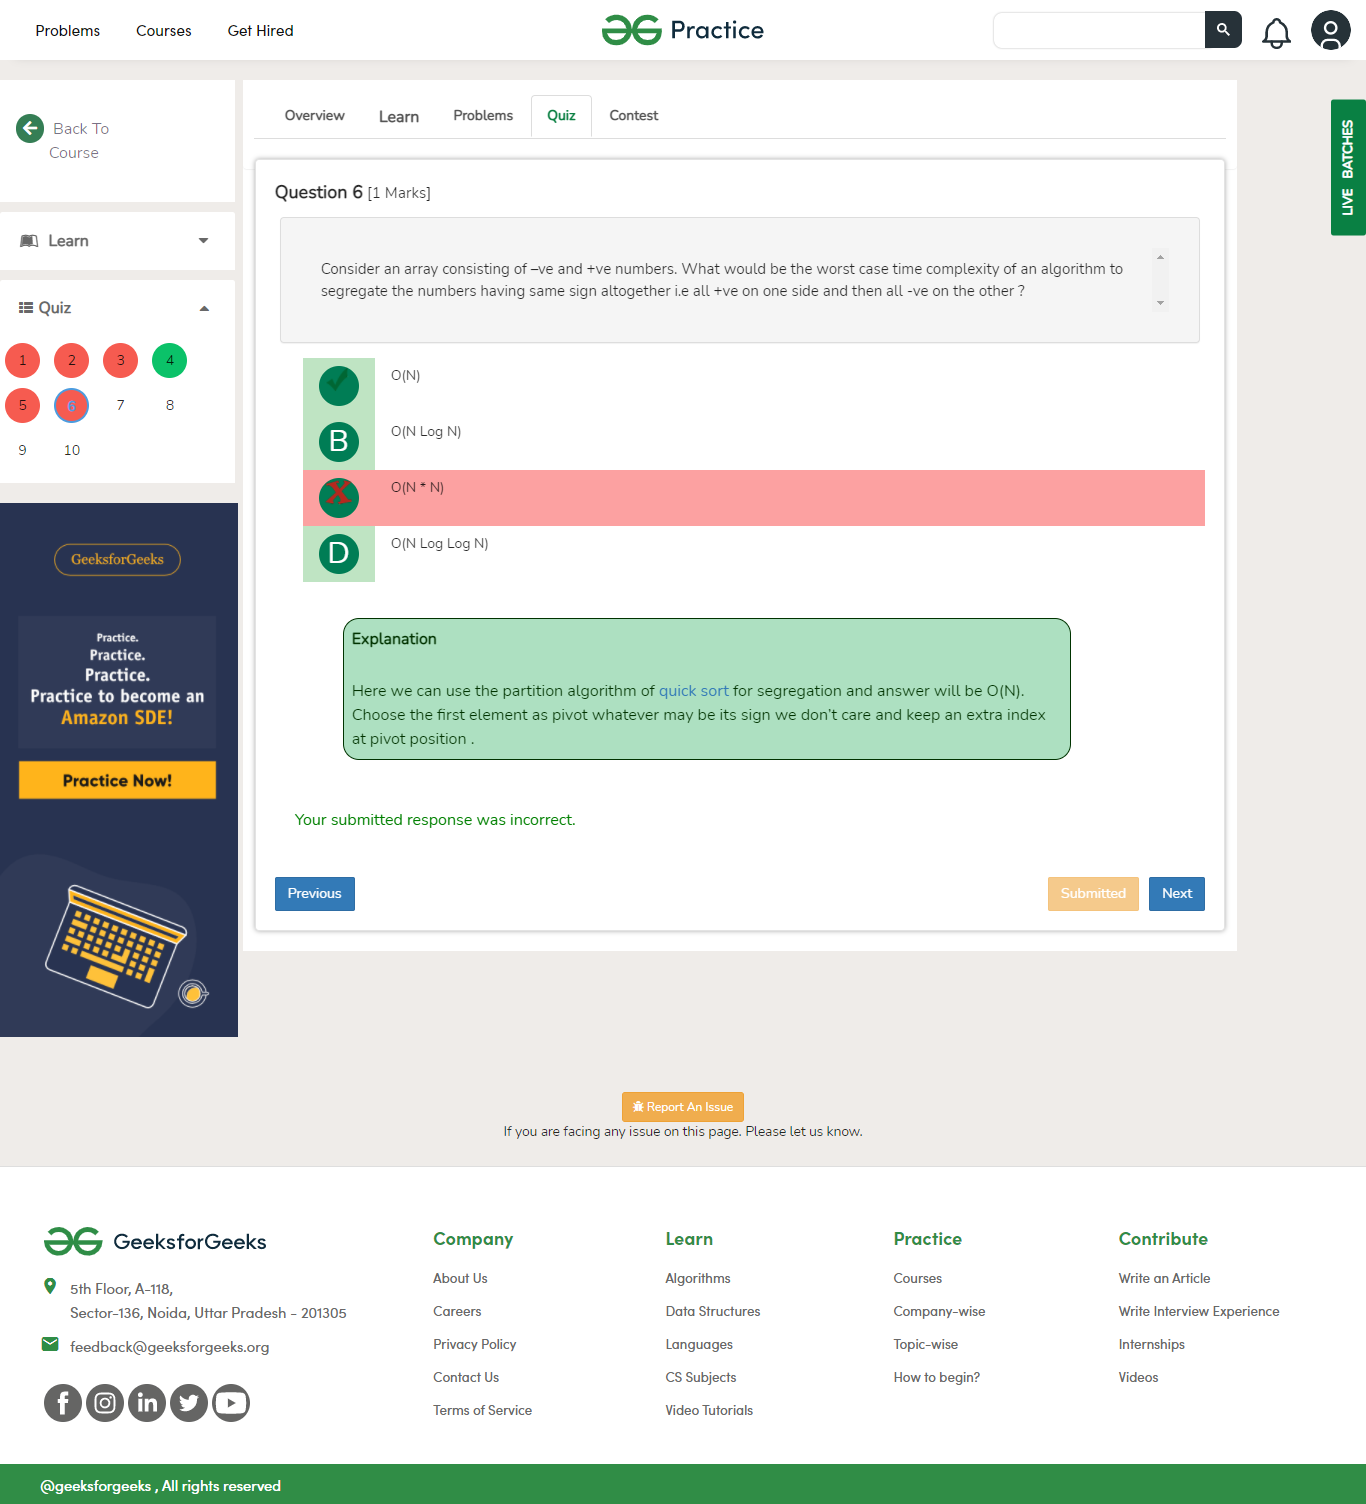 Problems Courses Get Hired
Practice
Back To
Course
Learn
Quiz
1 2 3 4
5 6 7 8
9 10
GeeksforGeeks
Practice.
Practice.
Practice.
Practice to become an
Amazon SDE!
Practice Now!
Overview Learn Problems Quiz Contest
Question 6 [1 Marks]
Consider an array consisting of –ve and +ve numbers. What would be the worst case time complexity of an algorithm to
segregate the numbers having same sign altogether i.e all +ve on one side and then all -ve on the other ?
O(N)
B O(N Log N)
X O(N * N)
D O(N Log Log N)
Explanation
Here we can use the partition algorithm of quick sort for segregation and answer will be O(N).
Choose the first element as pivot whatever may be its sign we don't care and keep an extra index
at pivot position .
Your submitted response was incorrect.
Previous Submitted Next
LIVE BATCHES
Report An Issue
If you are facing any issue on this page. Please let us know.
GeeksforGeeks
5th Floor, A-118,
Sector-136, Noida, Uttar Pradesh - 201305
feedback@geeksforgeeks.org
Company
About Us
Careers
Privacy Policy
Contact Us
Terms of Service
Learn
Algorithms
Data Structures
Languages
CS Subjects
Video Tutorials
Practice
Courses
Company-wise
Topic-wise
How to begin?
Contribute
Write an Article
Write Interview Experience
Internships
Videos
@geeksforgeeks , All rights reserved